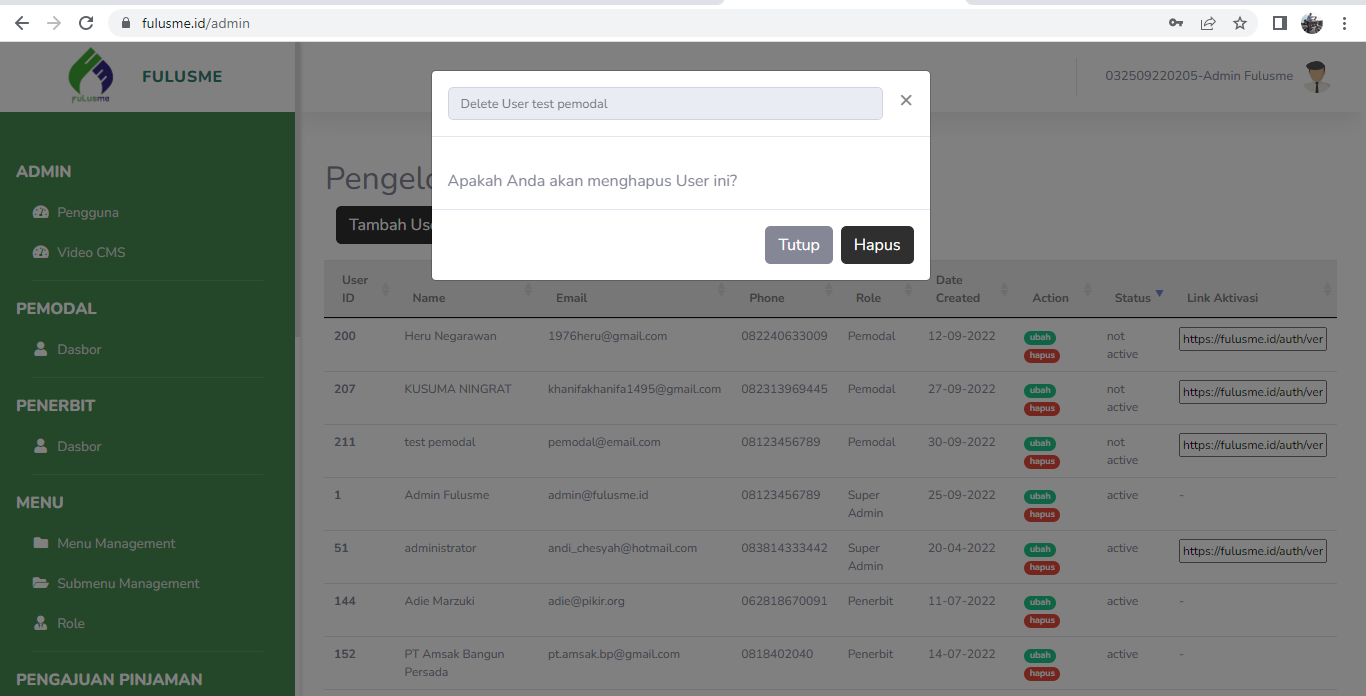 fulusme.id/admin
fulusme
FULUSME
032509220205-Admin Fulusme
Delete User test pemodal
×
Apakah Anda akan menghapus User ini?
Tutup
Hapus
ADMIN
Pengguna
Video CMS
PEMODAL
Dasbor
PENERBIT
Dasbor
MENU
Menu Management
Submenu Management
Role
PENGAJUAN PINJAMAN
Tambah
User ID Name Email Phone Role Date Created Action Status Link Aktivasi
200 Heru Negarawan 1976heru@gmail.com 082240633009 Pemodal 12-09-2022 ubah hapus not active https://fulusme.id/auth/ver
207 KUSUMA NINGRAT khanifakhanifa1495@gmail.com 082313969445 Pemodal 27-09-2022 ubah hapus not active https://fulusme.id/auth/ver
211 test pemodal pemodal@email.com 08123456789 Pemodal 30-09-2022 ubah hapus not active https://fulusme.id/auth/ver
1 Admin Fulusme admin@fulusme.id 08123456789 Super Admin 25-09-2022 ubah hapus active -
51 administrator andi_chesyah@hotmail.com 083814333442 Super Admin 20-04-2022 ubah hapus active https://fulusme.id/auth/ver
144 Adie Marzuki adie@pikir.org 062818670091 Penerbit 11-07-2022 ubah hapus active -
152 PT Amsak Bangun Persada pt.amsak.bp@gmail.com 0818402040 Penerbit 14-07-2022 ubah hapus active -